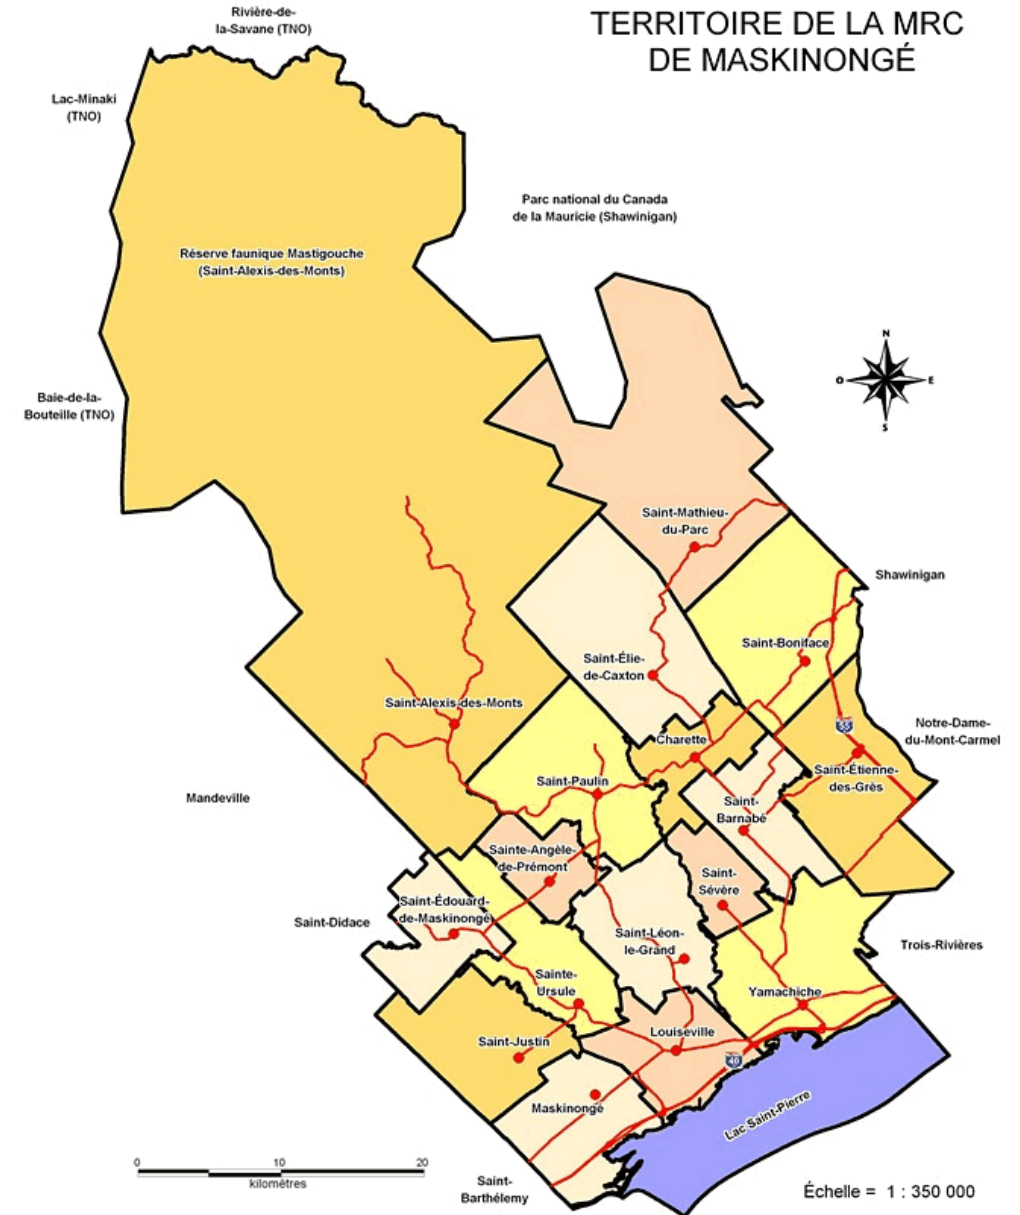 TERRITOIRE DE LA MRC
DE MASKINONGÉ
Rivière-de-
la-Savane (TNO)
Lac-Minaki
(TNO)
Parc national du Canada
de la Mauricie (Shawinigan)
Réserve faunique Mastigouche
(Saint-Alexis-des-Monts)
N
O
E
S
Baie-de-la-
Bouteille (TNO)
Saint-Mathieu-
du-Parc
Shawinigan
Saint-Boniface
Saint-Élie-
de-Caxton
Saint-Alexis-des-Monts
55
Notre-Dame-
du-Mont-Carmel
Charette
Saint-Étienne-
des-Grès
Saint-Paulin
Mandeville
Saint-
Barnabé
Sainte-Angèle-
de-Prémont
Saint-
Sévère
Saint-Édouard-
de-Maskinongé
Saint-Didace
Saint-Léon-
le-Grand
Trois-Rivières
Sainte-
Ursule
Yamachiche
Saint-Justin
Louiseville
40
Maskinongé
Lac Saint-Pierre
0 10 20
kilomètres
Saint-
Barthélemy
Échelle = 1 : 350 000